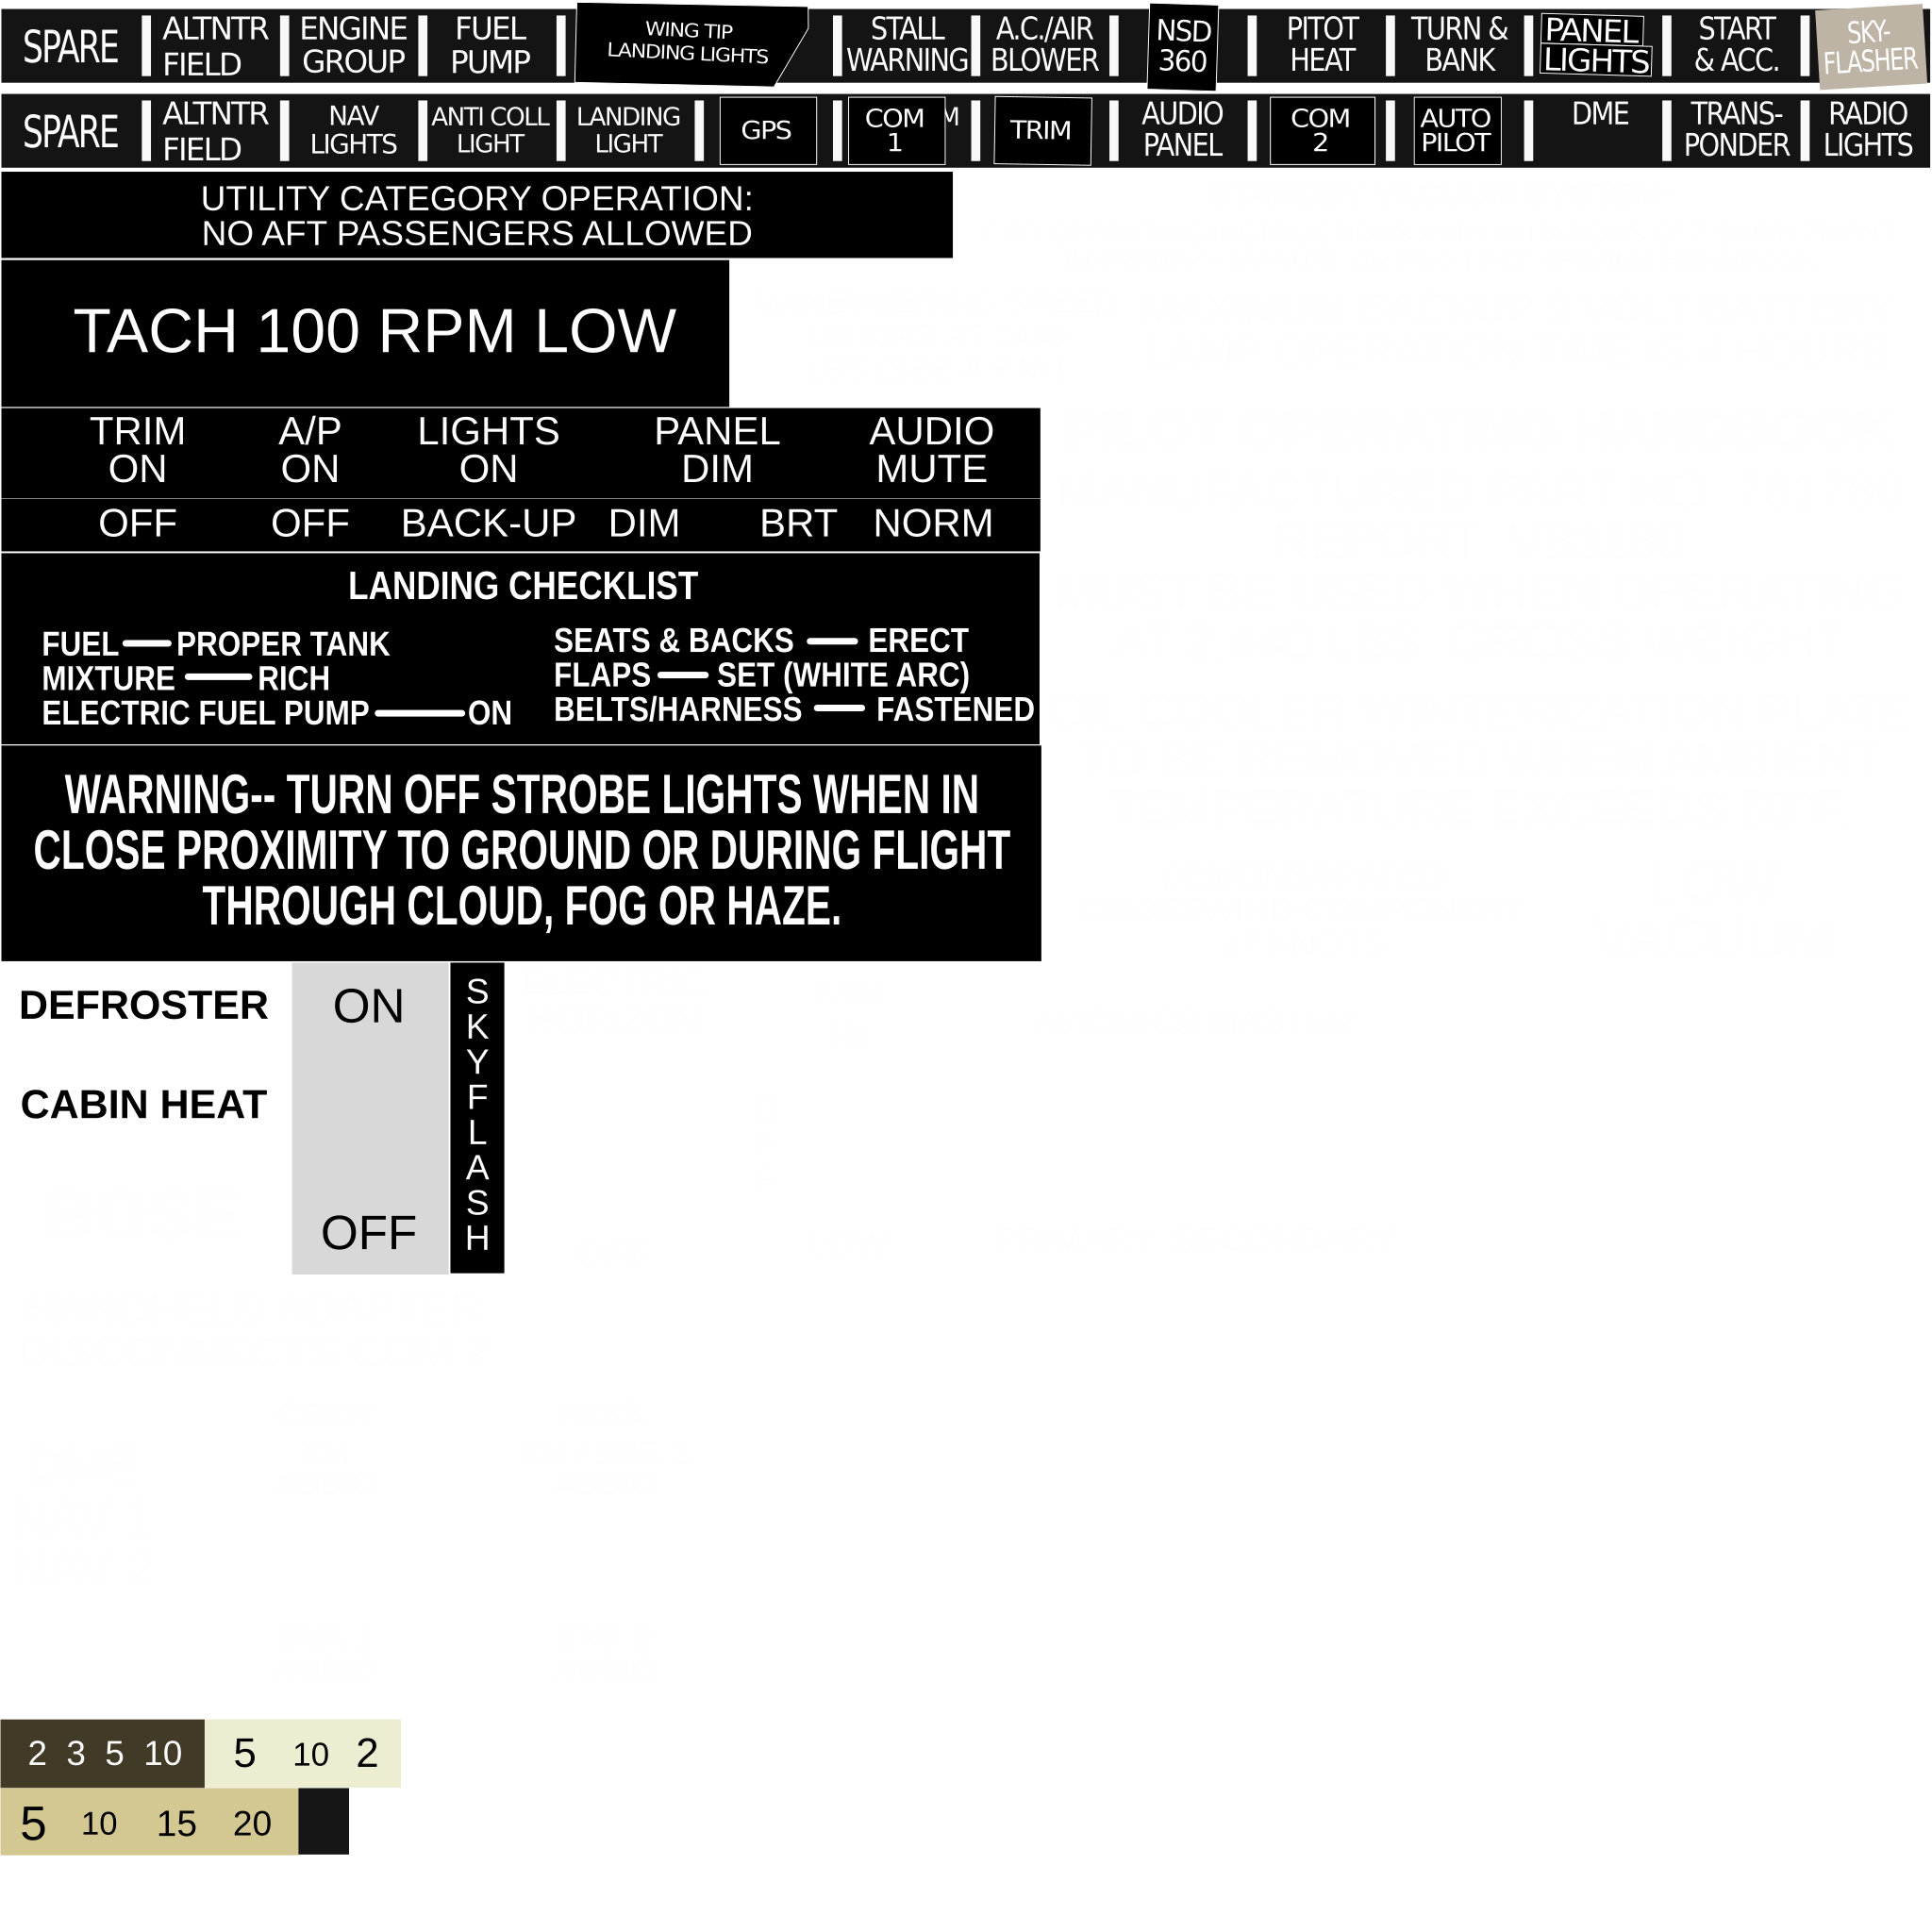 SPARE ALTNTR ENGINE FUEL WING TIP STALL A.C./AIR NSD PITOT TURN & PANEL START SKY-
FIELD GROUP PUMP LANDING LIGHTS WARNING BLOWER 360 HEAT BANK LIGHTS & ACC. FLASHER
SPARE ALTNTR NAV ANTI COLL LANDING GPS COM M TRIM AUDIO COM AUTO DME TRANS- RADIO
FIELD LIGHTS LIGHT LIGHT 1 PANEL 2 PILOT PONDER LIGHTS
UTILITY CATEGORY OPERATION:
NO AFT PASSENGERS ALLOWED
TACH 100 RPM LOW
TRIM A/P LIGHTS PANEL AUDIO
ON ON ON DIM MUTE
OFF OFF BACK-UP DIM BRT NORM
LANDING CHECKLIST
FUEL — PROPER TANK
MIXTURE — RICH
ELECTRIC FUEL PUMP — ON
SEATS & BACKS — ERECT
FLAPS — SET (WHITE ARC)
BELTS/HARNESS — FASTENED
WARNING-- TURN OFF STROBE LIGHTS WHEN IN
CLOSE PROXIMITY TO GROUND OR DURING FLIGHT
THROUGH CLOUD, FOG OR HAZE.
DEFROSTER
CABIN HEAT
ON
OFF
S
K
Y
F
L
A
S
H
2 3 5 10 5 10 2
5 10 15 20